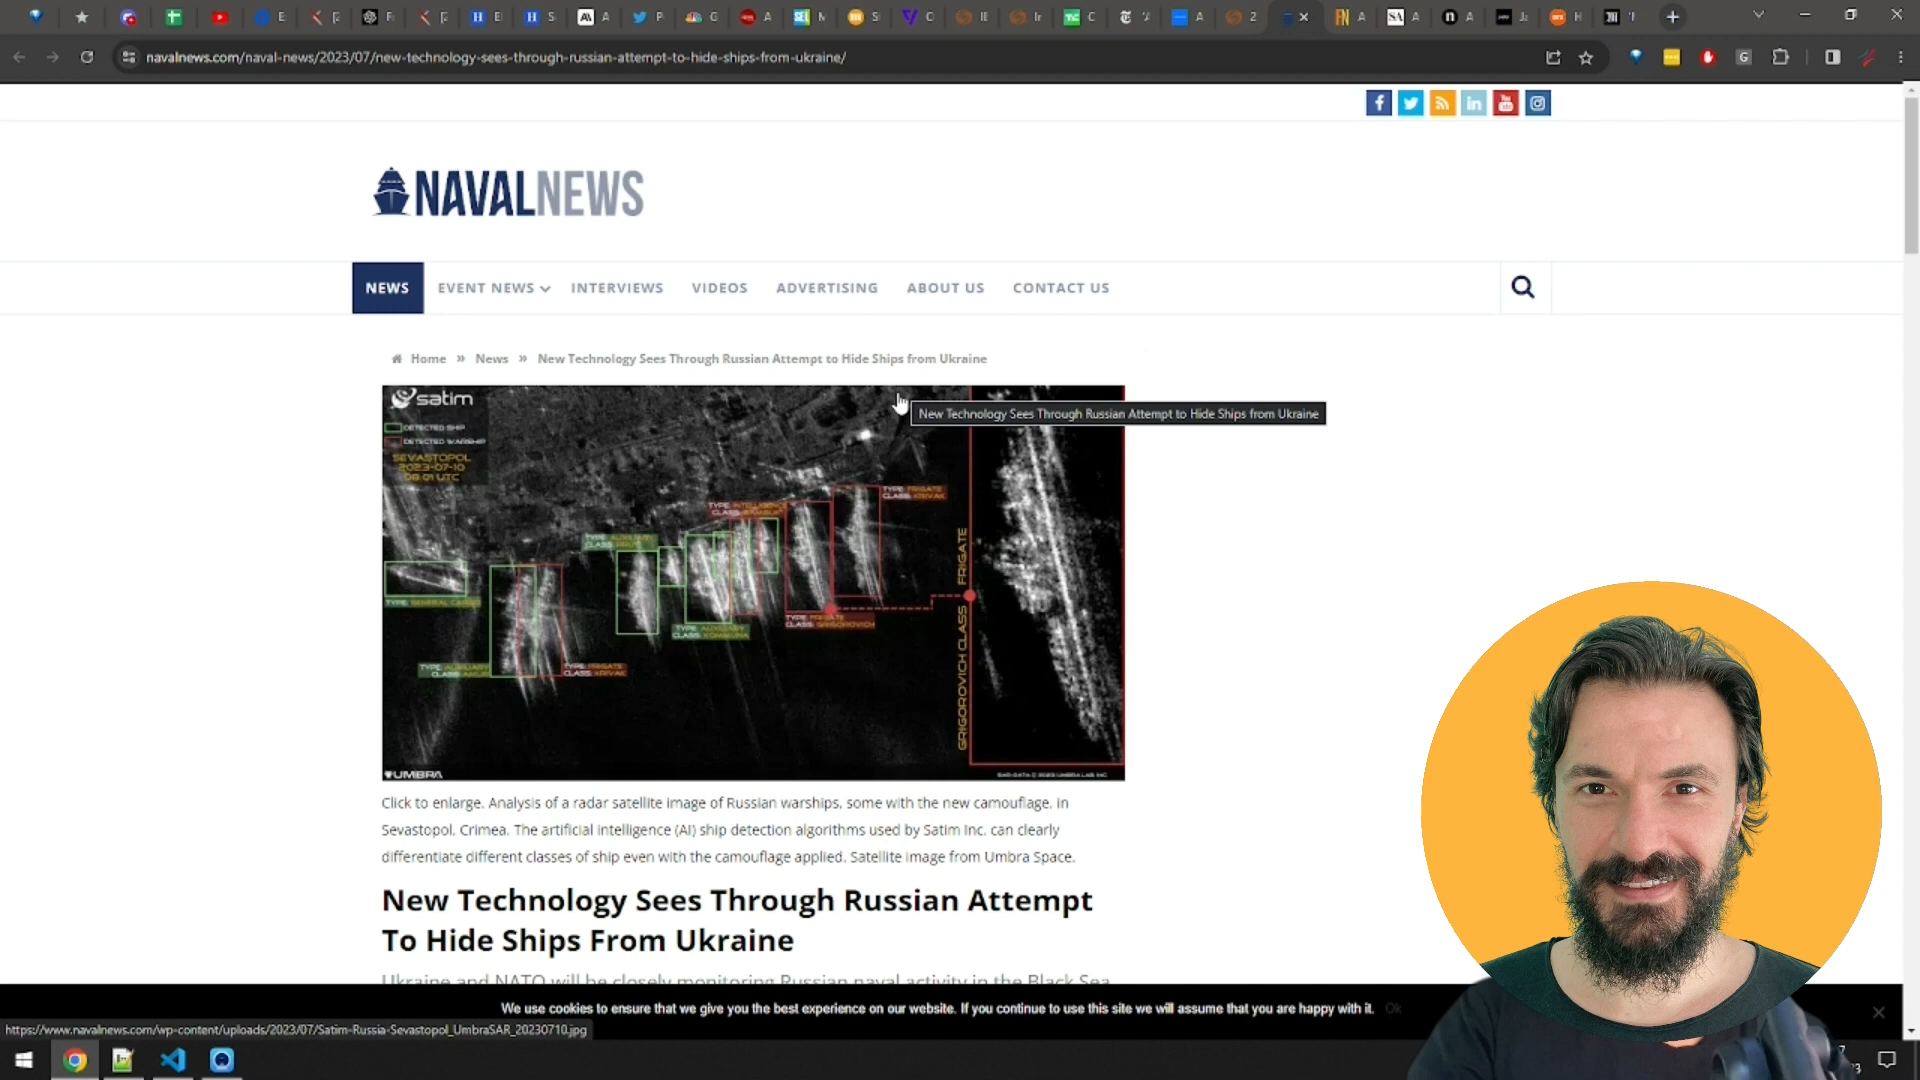 navalnews.com/naval-news/2023/07/new-technology-sees-through-russian-attempt-to-hide-ships-from-ukraine/
NAVALNEWS
NEWS EVENT NEWS INTERVIEWS VIDEOS ADVERTISING ABOUT US CONTACT US
Home » News » New Technology Sees Through Russian Attempt to Hide Ships from Ukraine
satim
New Technology Sees Through Russian Attempt to Hide Ships from Ukraine
DETECTED SHIP
DETECTED WARSHIP
SEVASTOPOL
2023-07-10
08:01 UTC
TYPE: FRIGATE
CLASS: KRIVAK
TYPE: GENERAL CARGO
TYPE: AUXILIARY
TYPE: FRIGATE
CLASS: KRIVAK
TYPE: AUXILIARY
TYPE: FRIGATE
CLASS: GRIGOROVICH
GRIGOROVICH CLASS FRIGATE
UMBRA
Click to enlarge. Analysis of a radar satellite image of Russian warships, some with the new camouflage, in
Sevastopol, Crimea. The artificial intelligence (AI) ship detection algorithms used by Satim Inc. can clearly
differentiate different classes of ship even with the camouflage applied. Satellite image from Umbra Space.
New Technology Sees Through Russian Attempt
To Hide Ships From Ukraine
Ukraine and NATO will be closely monitoring Russian naval activity in the Black Sea
We use cookies to ensure that we give you the best experience on our website. If you continue to use this site we will assume that you are happy with it. Ok
https://www.navalnews.com/wp-content/uploads/2023/07/Satim-Russia-Sevastopol_UmbraSAR_20230710.jpg